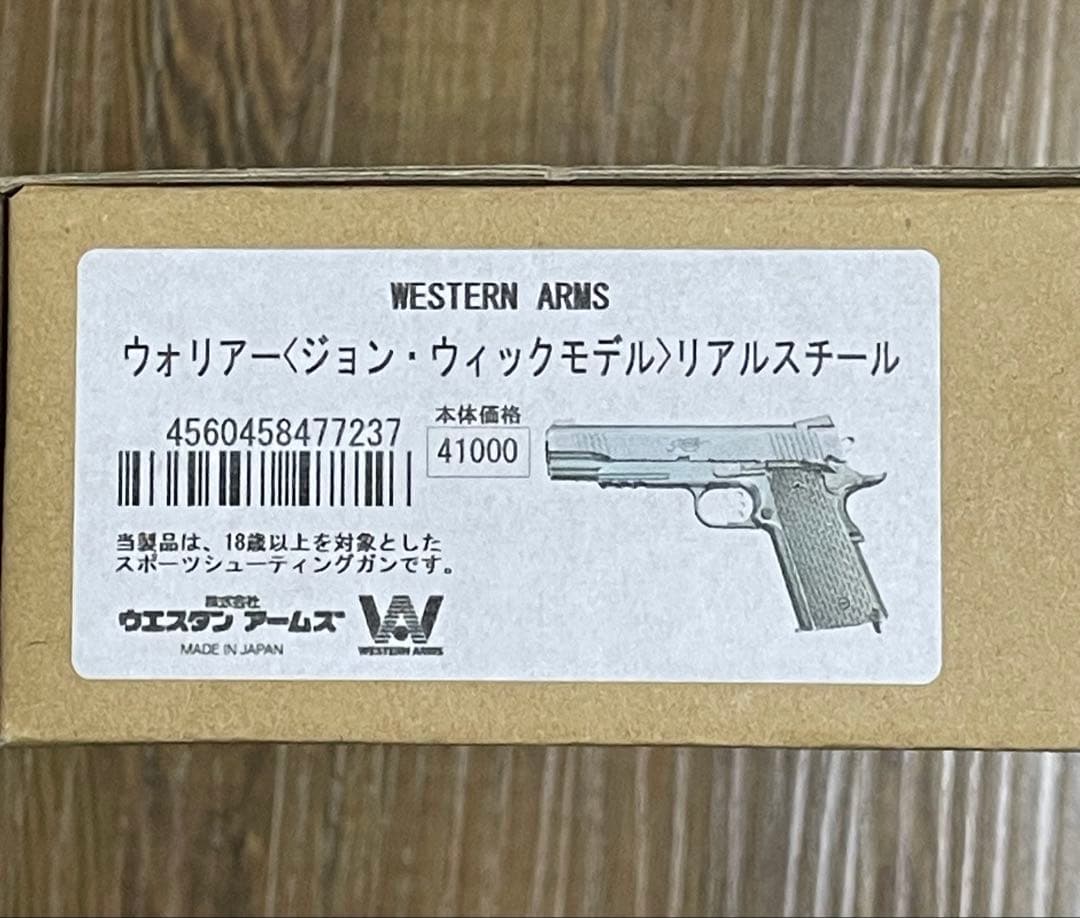 WESTERN ARMS
ウォリアー〈ジョン・ウィックモデル〉リアルスチール
本体価格
4560458477237
41000
当製品は、18歳以上を対象とした
スポーツシューティングガンです。
株式会社
ウエスタン アームズ
MADE IN JAPAN
WA
WESTERN ARMS